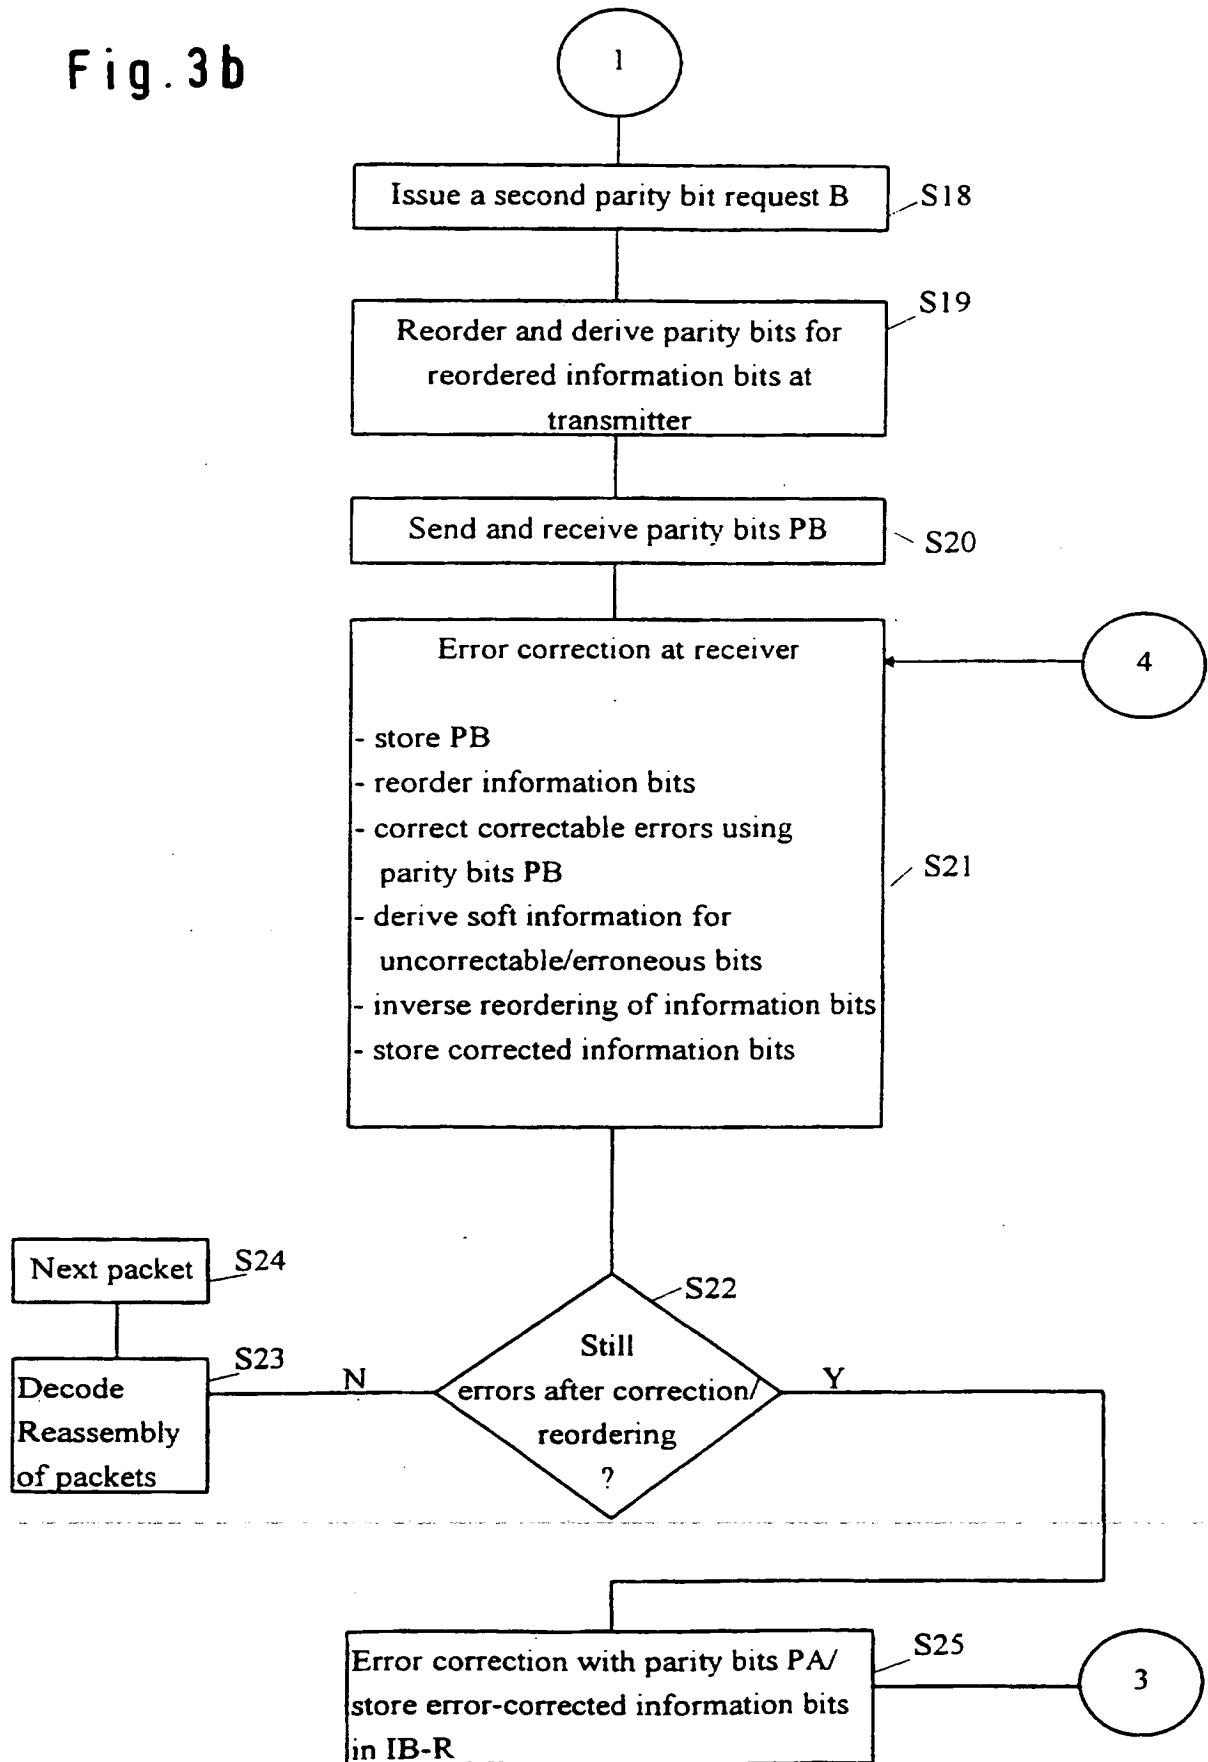 Fig.3b
1
Issue a second parity bit request B
S18
S19
Reorder and derive parity bits for
reordered information bits at
transmitter
Send and receive parity bits PB
S20
Error correction at receiver
4
- store PB
- reorder information bits
- correct correctable errors using
parity bits PB
S21
- derive soft information for
uncorrectable/erroneous bits
- inverse reordering of information bits
- store corrected information bits
Next packet
S24
S22
Still
errors after correction/
reordering
?
N
Y
S23
Decode
Reassembly
of packets
Error correction with parity bits PA/
store error-corrected information bits
in IB-R
S25
3